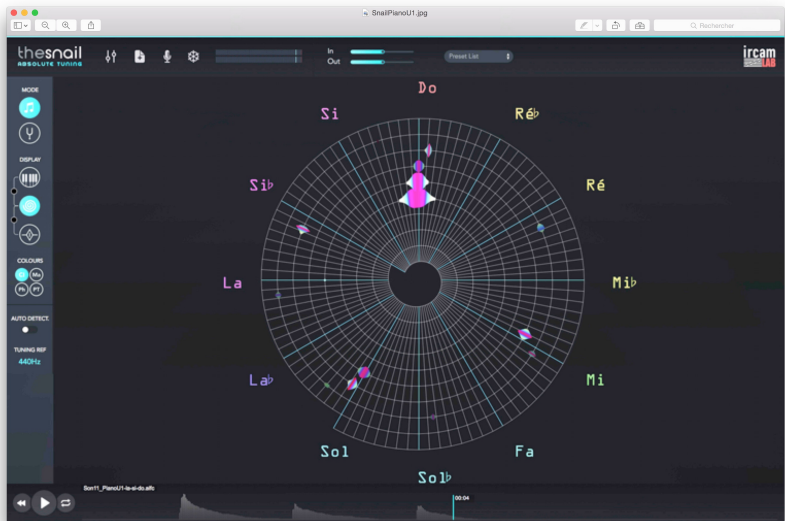 SnailPianoU1.jpg
Rechercher
thesnail
ABSOLUTE TUNING
In
Out
Preset List
ircam
LAB
MODE
DISPLAY
COLOURS
Ma
Ph
PT
AUTO DETECT.
TUNING REF
440Hz
Do
Ré♭
Ré
Mi♭
Mi
Fa
Sol♭
Sol
La♭
La
Si♭
Si
Son11_PianoU1-la-si-do.aifc
00:04